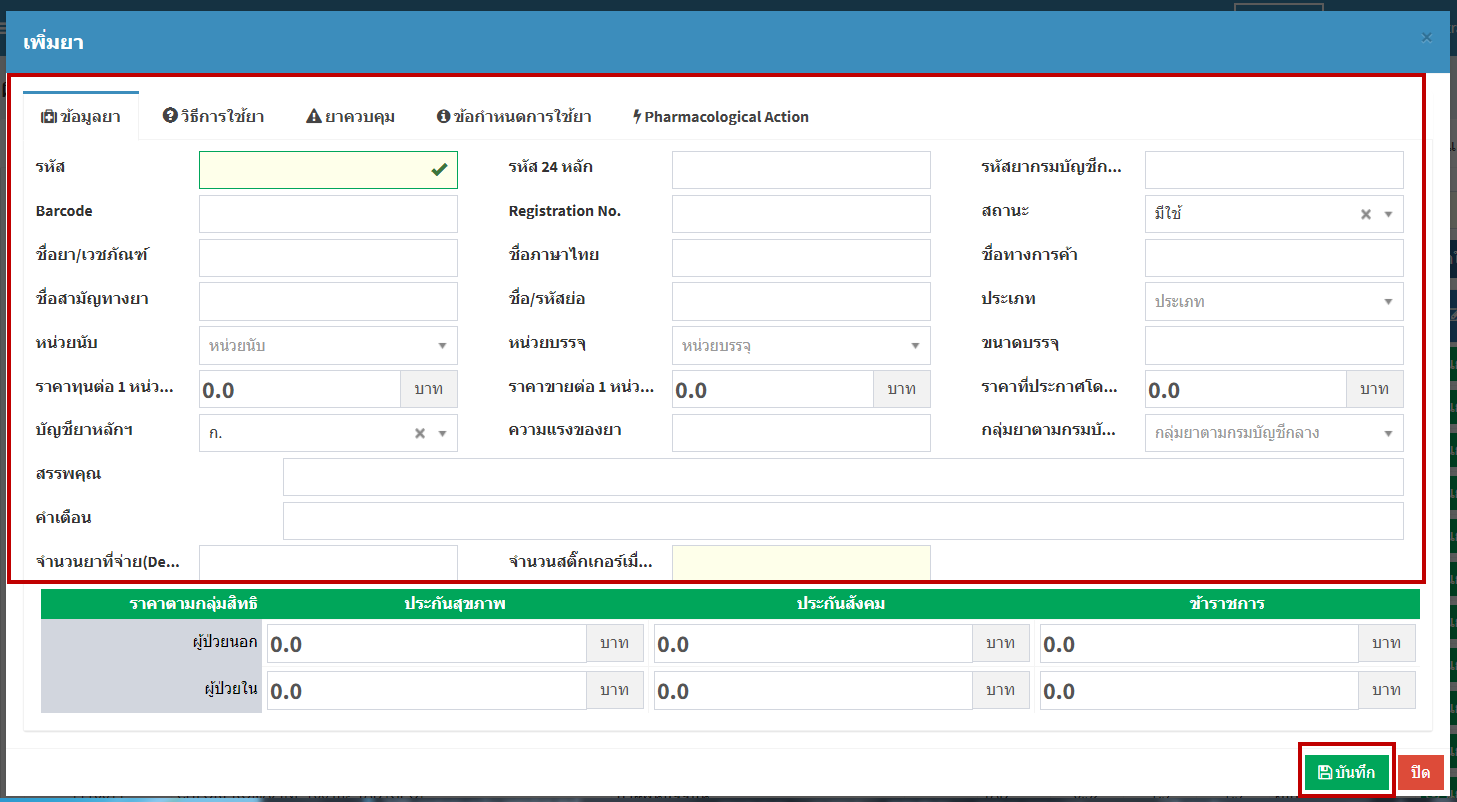 เพิ่มยา ×
ข้อมูลยา วิธีการใช้ยา ยาควบคุม ข้อกำหนดการใช้ยา Pharmacological Action
รหัส รหัส 24 หลัก รหัสยากรมบัญชีก...
Barcode Registration No. สถานะ มีใช้ ×
ชื่อยา/เวชภัณฑ์ ชื่อภาษาไทย ชื่อทางการค้า
ชื่อสามัญทางยา ชื่อ/รหัสย่อ ประเภท ประเภท
หน่วยนับ หน่วยนับ หน่วยบรรจุ หน่วยบรรจุ ขนาดบรรจุ
ราคาทุนต่อ 1 หน่ว... 0.0 บาท ราคาขายต่อ 1 หน่ว... 0.0 บาท ราคาที่ประกาศโด... 0.0 บาท
บัญชียาหลักฯ ก. × ความแรงของยา กลุ่มยาตามกรมบั... กลุ่มยาตามกรมบัญชีกลาง
สรรพคุณ
คำเตือน
จำนวนยาที่จ่าย(De... จำนวนสติ๊กเกอร์เมื่...
ราคาตามกลุ่มสิทธิ ประกันสุขภาพ ประกันสังคม ข้าราชการ
ผู้ป่วยนอก 0.0 บาท 0.0 บาท 0.0 บาท
ผู้ป่วยใน 0.0 บาท 0.0 บาท 0.0 บาท
บันทึก ปิด